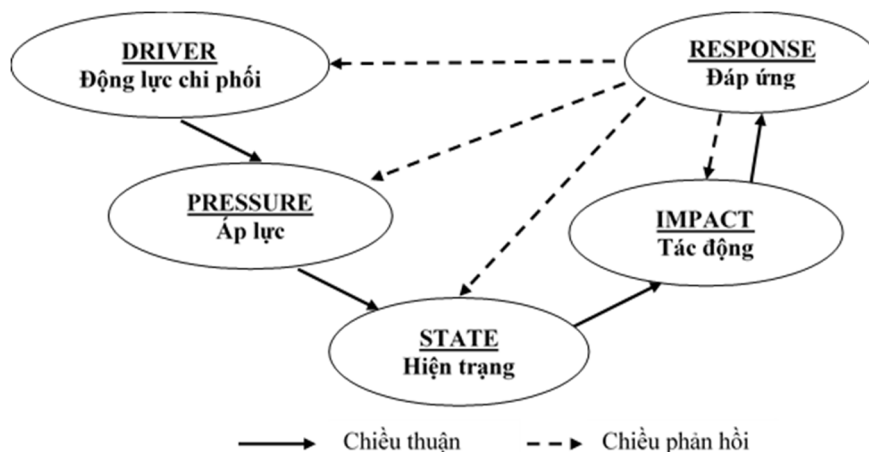 DRIVER
Động lực chi phối
RESPONSE
Đáp ứng
PRESSURE
Áp lực
IMPACT
Tác động
STATE
Hiện trạng
Chiều thuận
Chiều phản hồi